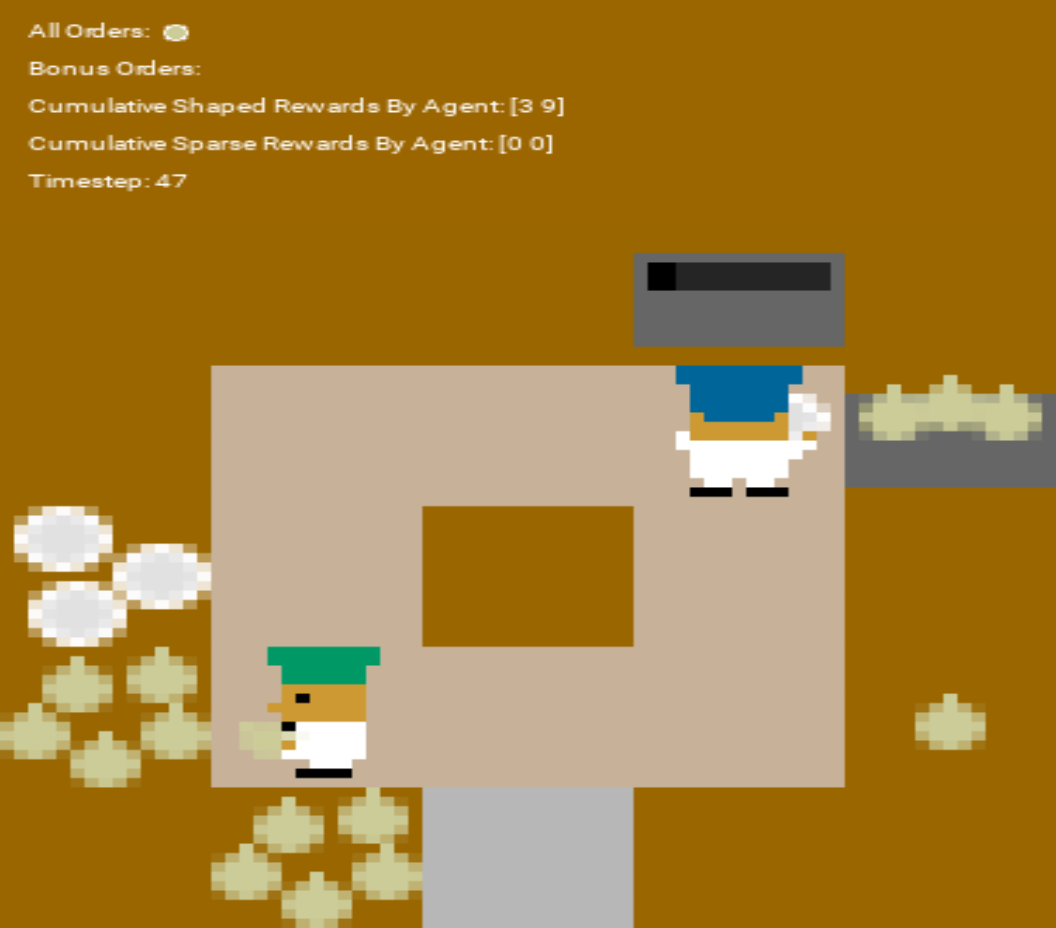 All Orders:
Bonus Orders:
Cumulative Shaped Rewards By Agent: [3 9]
Cumulative Sparse Rewards By Agent: [0 0]
Timestep: 47